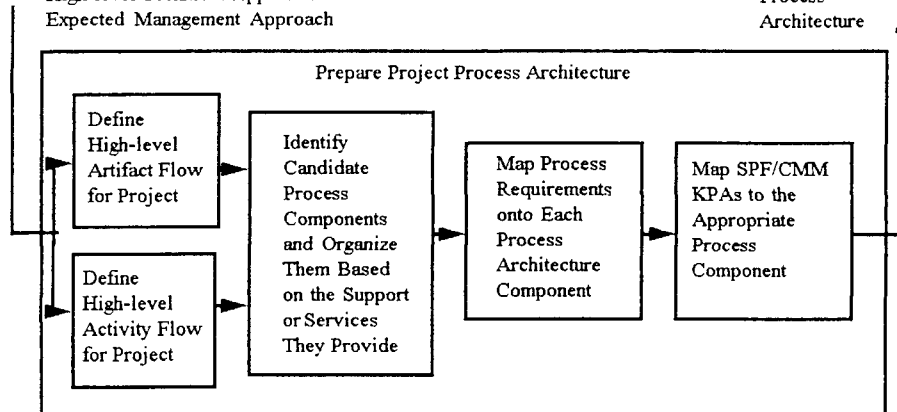 Expected Management Approach
Architecture
Prepare Project Process Architecture
Define
High-level
Artifact Flow
for Project
Define
High-level
Activity Flow
for Project
Identify
Candidate
Process
Components
and Organize
Them Based
on the Support
or Services
They Provide
Map Process
Requirements
onto Each
Process
Architecture
Component
Map SPF/CMM
KPAs to the
Appropriate
Process
Component